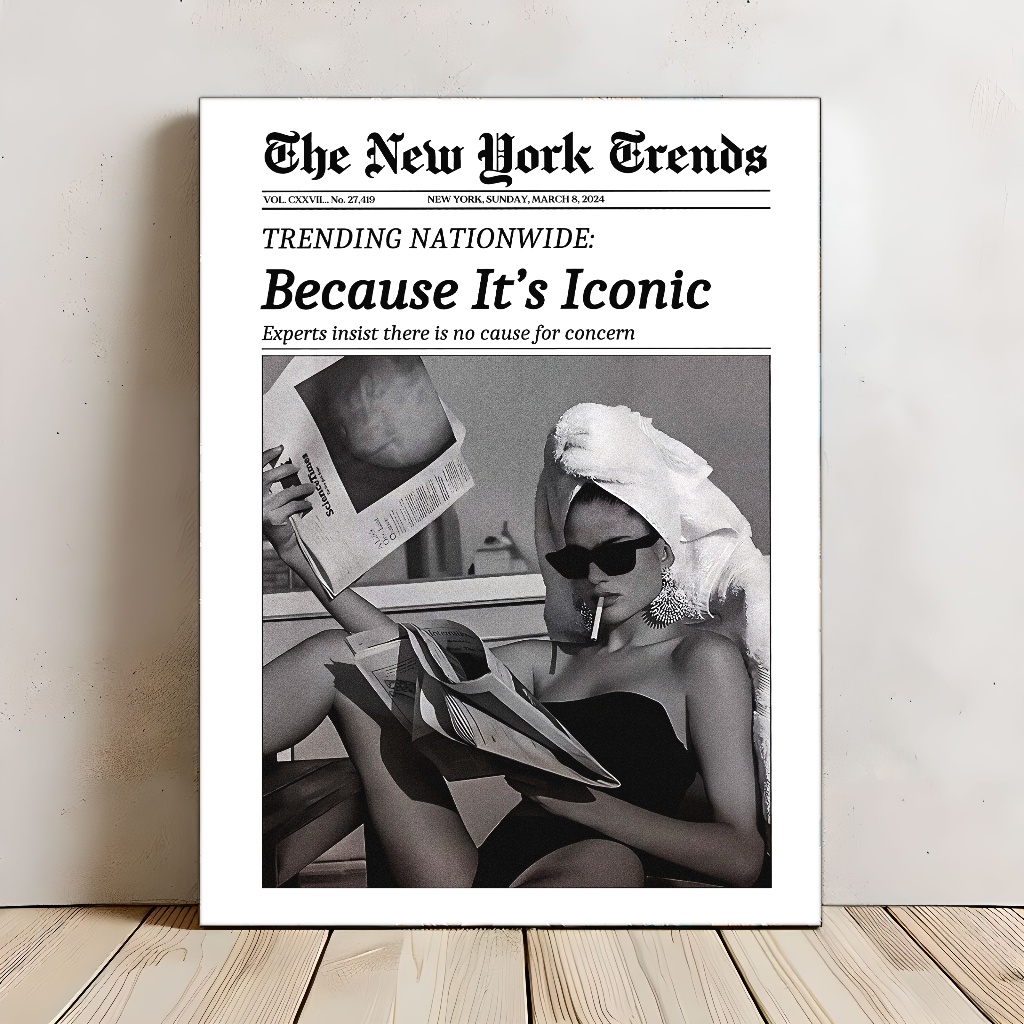 The New York Trends
VOL. CXXVII... No. 27,419 NEW YORK, SUNDAY, MARCH 8, 2024
TRENDING NATIONWIDE:
Because It's Iconic
Experts insist there is no cause for concern
ScienceTimes